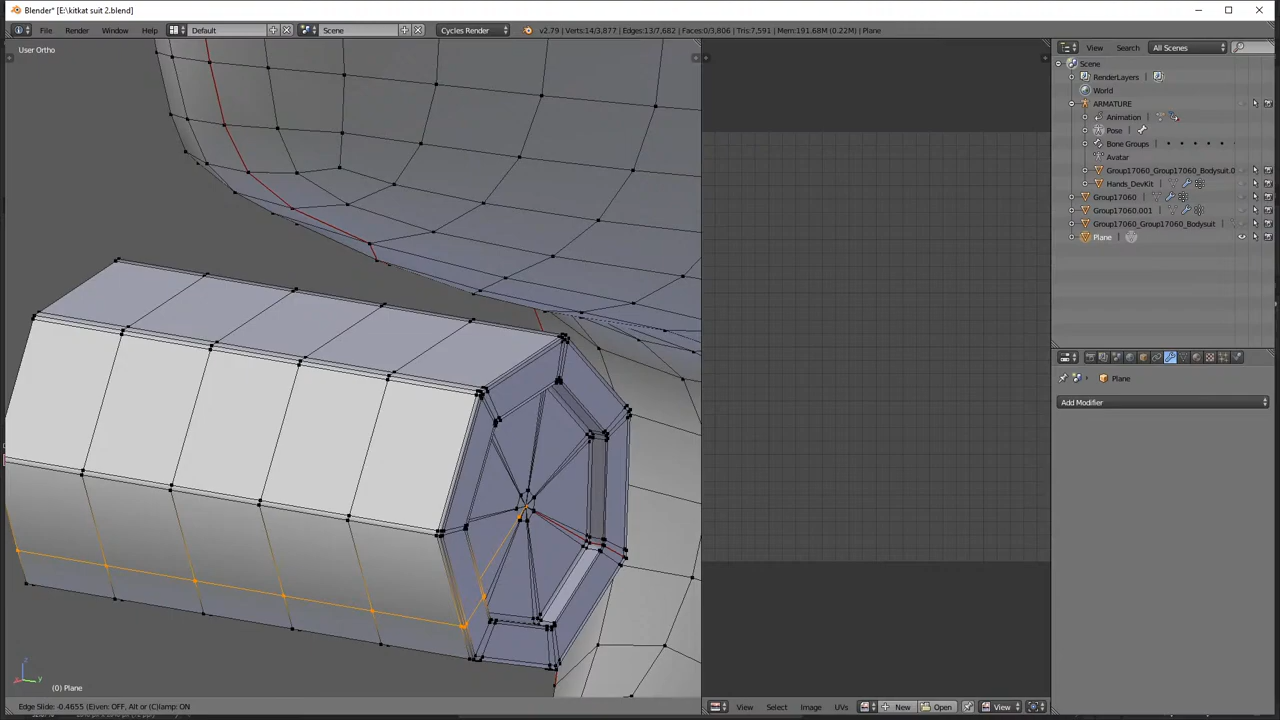 Blender* [E:\kitkat suit 2.blend]
File Render Window Help Default Scene Cycles Render v2.79 | Verts:14/3,877 | Edges:13/7,682 | Faces:0/3,806 | Tris:7,591 | Mem:191.68M (0.22M) | Plane
User Ortho
View Search All Scenes
Scene
RenderLayers
World
ARMATURE
Animation
Pose
Bone Groups
Avatar
Group17060_Group17060_Bodysuit.0
Hands_DevKit
Group17060
Group17060.001
Group17060_Group17060_Bodysuit
Plane
Plane
Add Modifier
z
y
(0) Plane
Edge Slide: -0.4655 (E)ven: OFF, Alt or (C)lamp: ON
View Select Image UVs New Open View